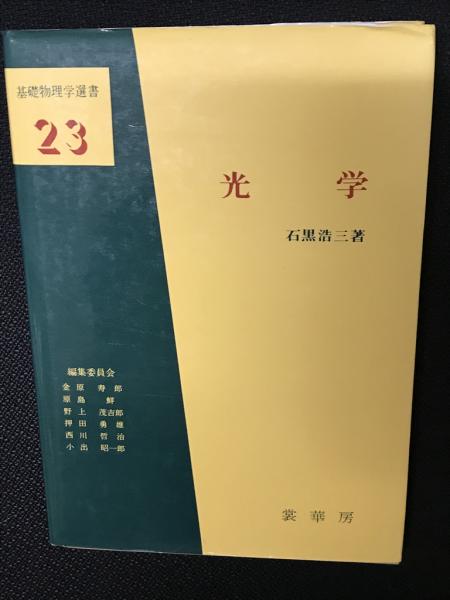 基礎物理学選書
23
光学
石黒浩三著
編集委員会
金原寿郎
原島鮮
野上茂吉郎
押田勇雄
西川哲治
小出昭一郎
裳華房